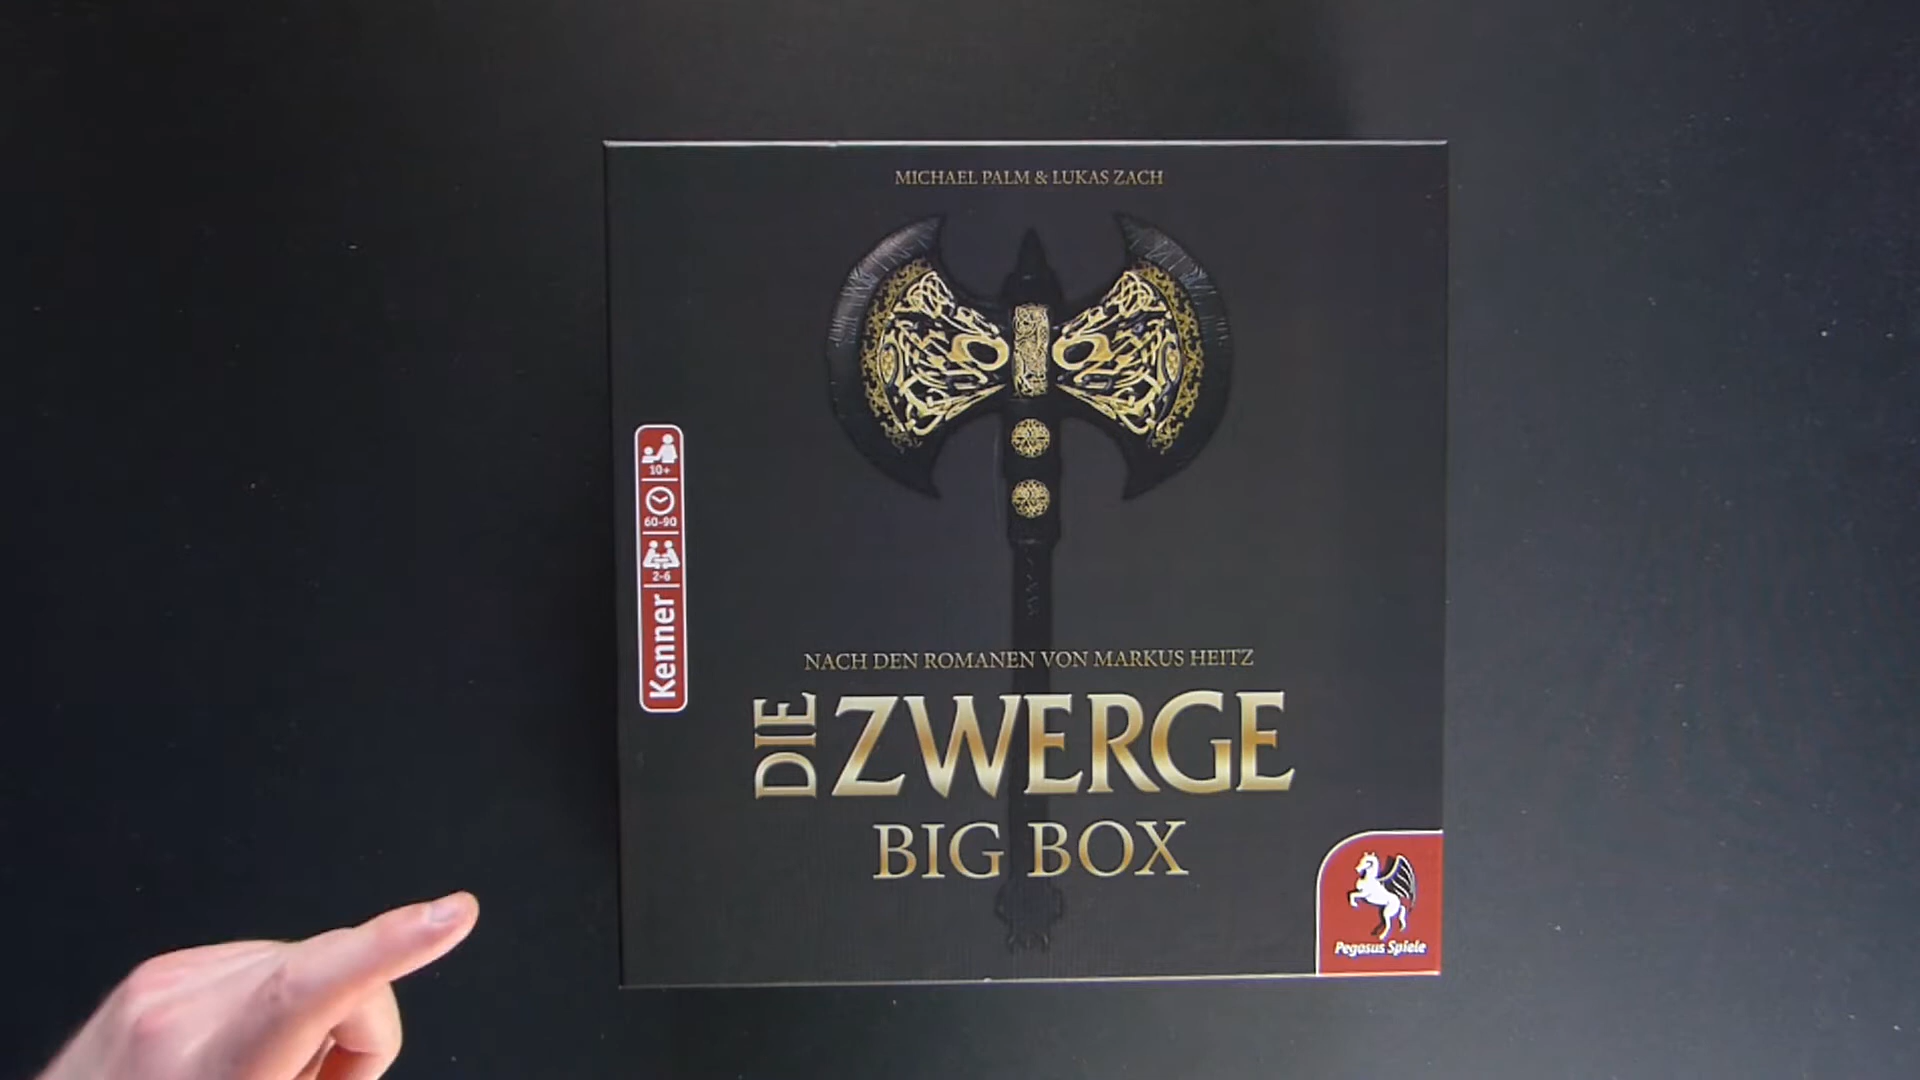 MICHAEL PALM & LUKAS ZACH
10+
60-90
2-6
Kenner
NACH DEN ROMANEN VON MARKUS HEITZ
DIE ZWERGE
BIG BOX
Pegasus Spiele